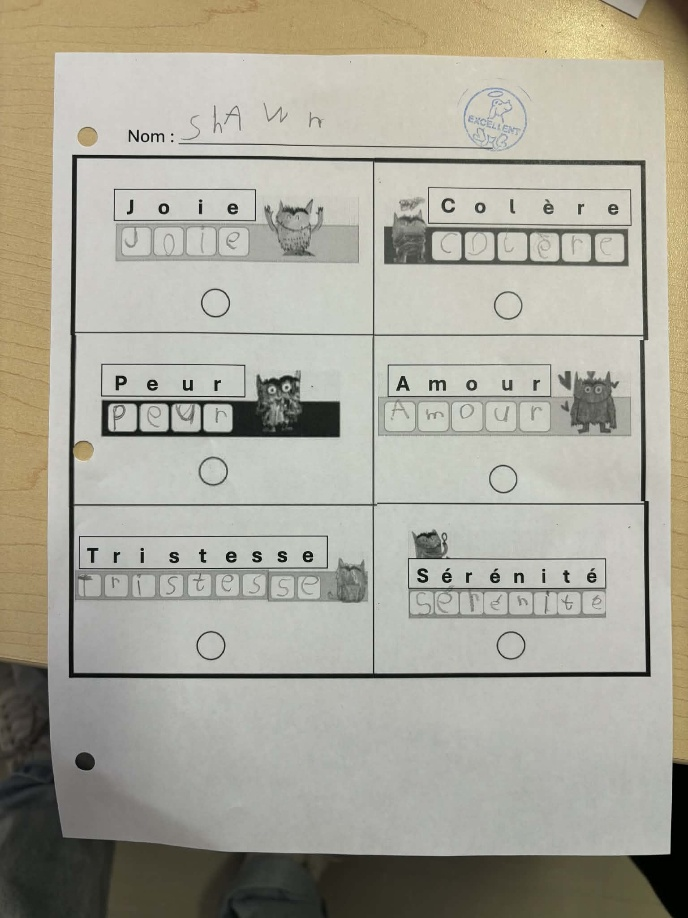 Nom : ShAWn
EXCELLENT
Joie
Joie
Colère
Colère
Peur
Peur
Amour
Amour
Tristesse
Tristesse
Sérénité
Sérénité